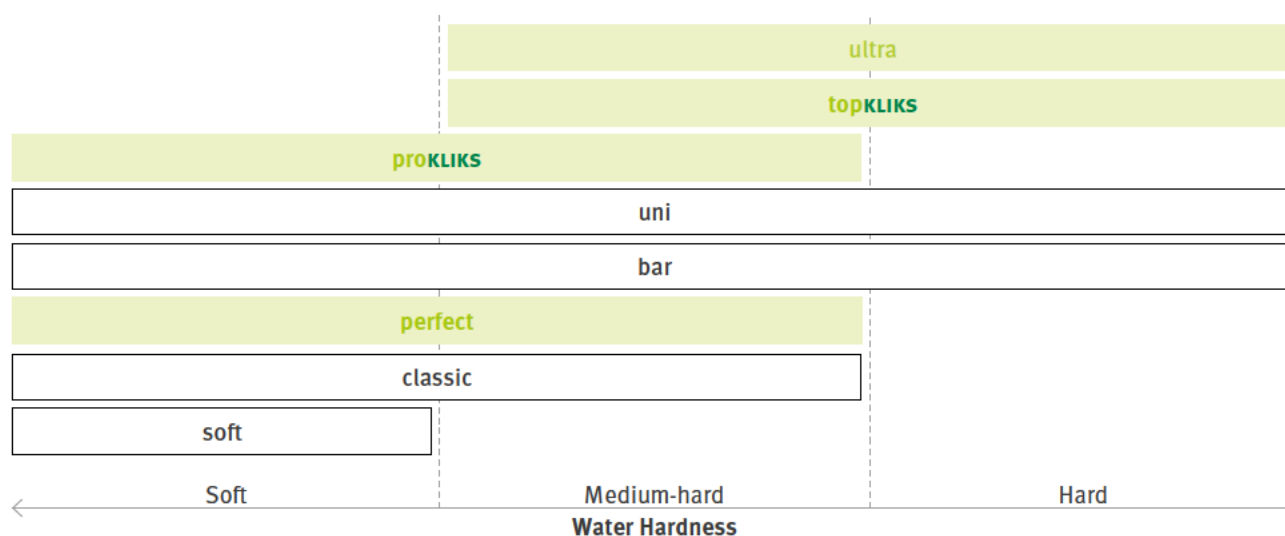 ultra
topKLIKS
proKLIKS
uni
bar
perfect
classic
soft
Soft Medium-hard Hard
Water Hardness